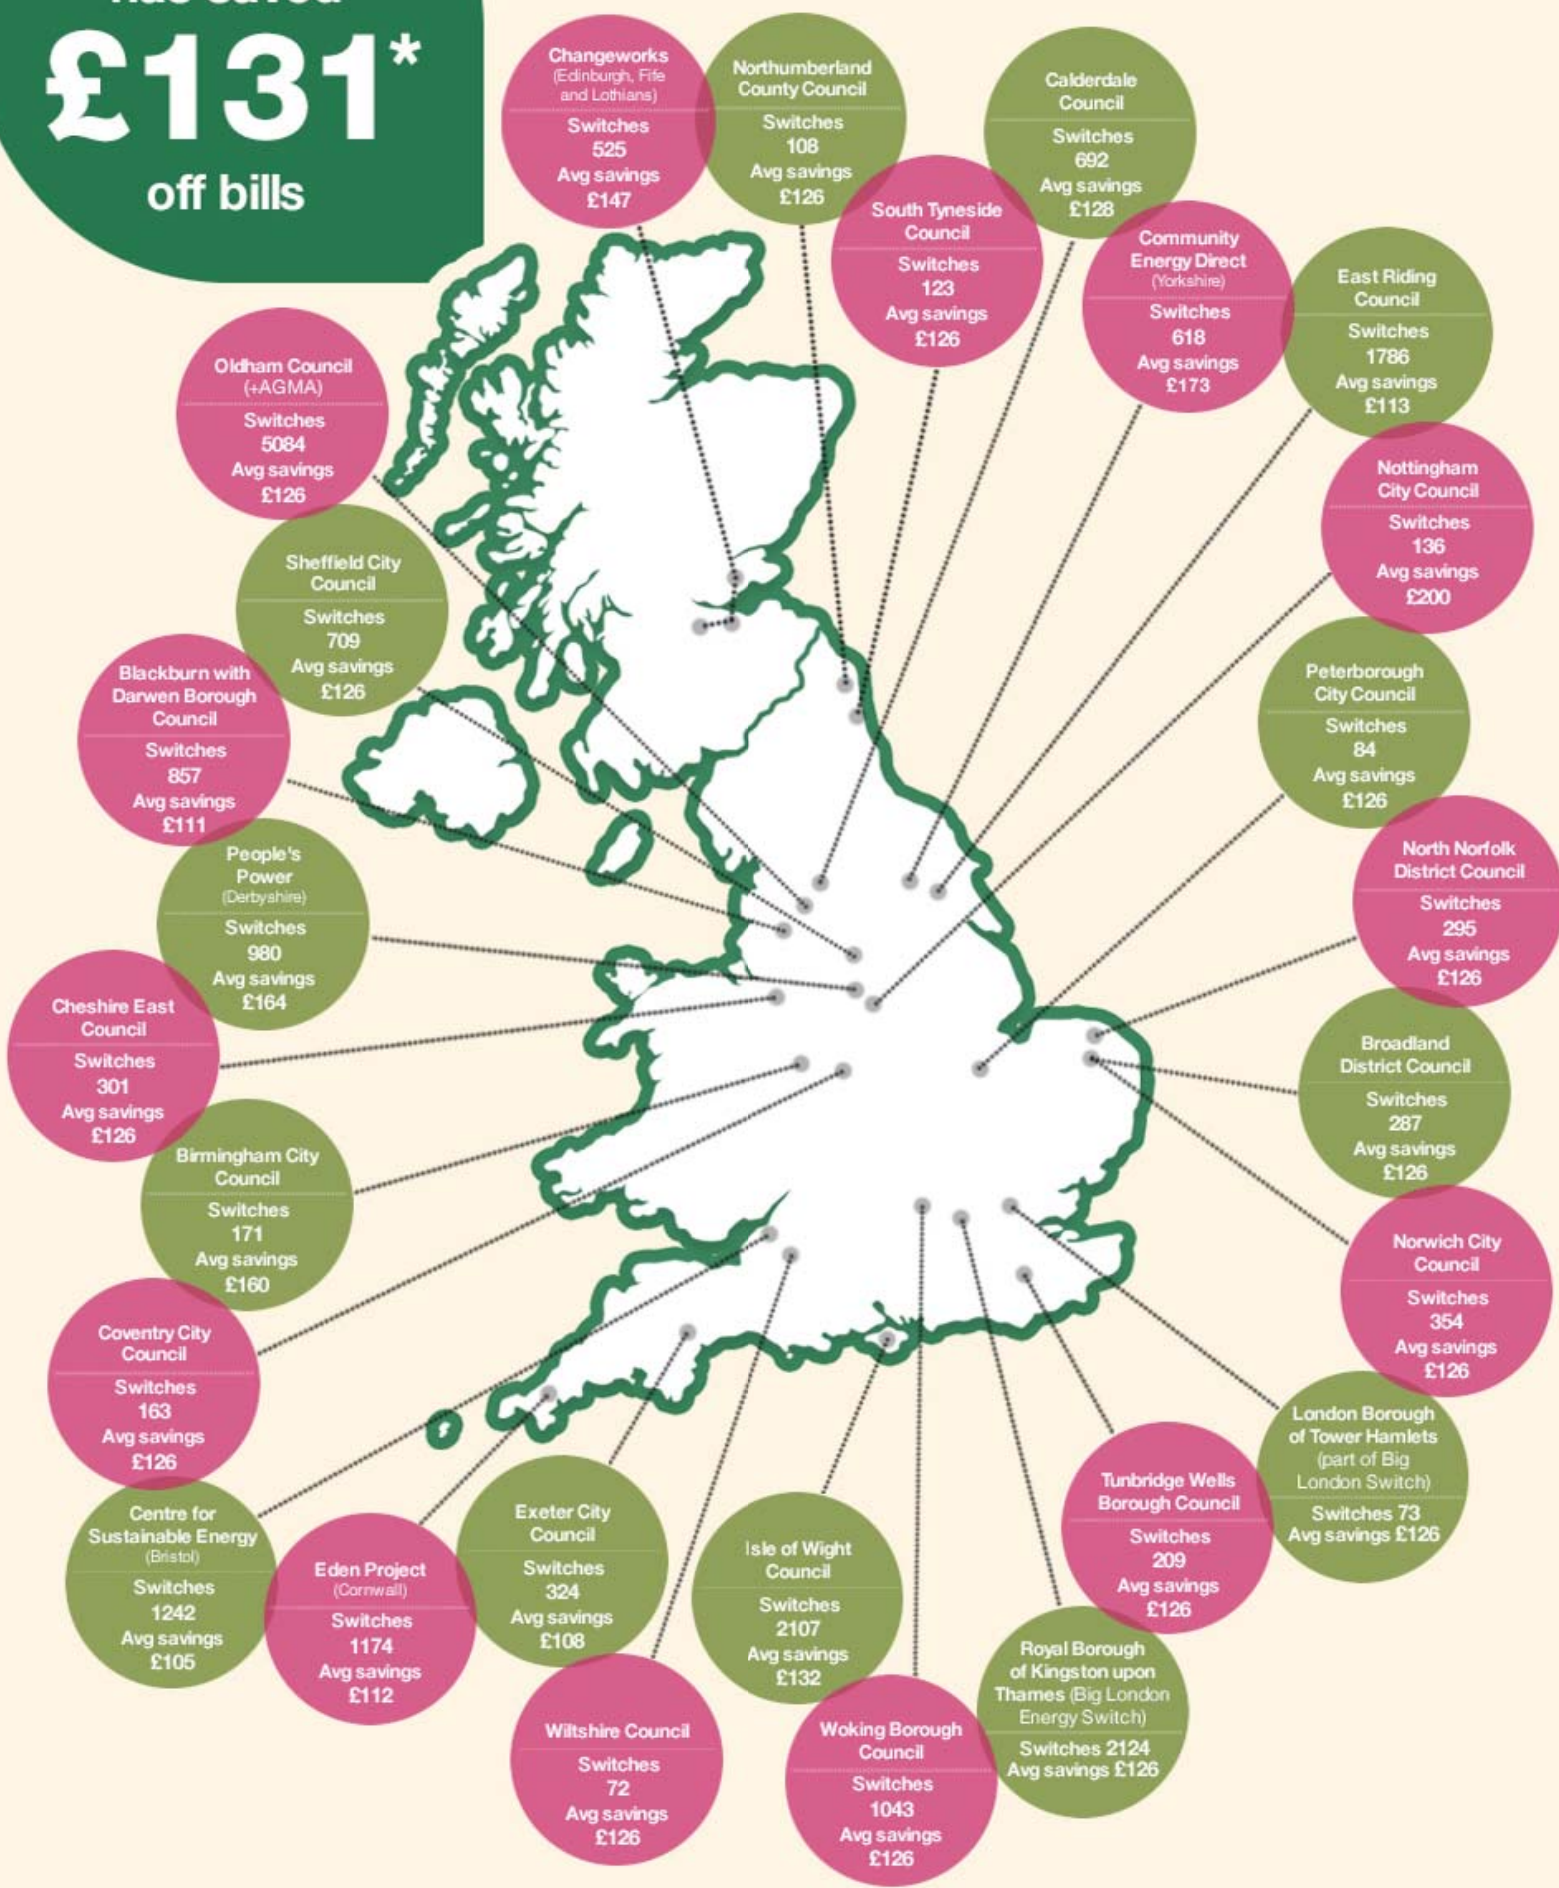 has saved
£131*
off bills
Changeworks
(Edinburgh, Fife
and Lothians)
Switches
525
Avg savings
£147
Northumberland
County Council
Switches
108
Avg savings
£126
South Tyneside
Council
Switches
123
Avg savings
£126
Calderdale
Council
Switches
692
Avg savings
£128
Community
Energy Direct
(Yorkshire)
Switches
618
Avg savings
£173
East Riding
Council
Switches
1786
Avg savings
£113
Nottingham
City Council
Switches
136
Avg savings
£200
Peterborough
City Council
Switches
84
Avg savings
£126
North Norfolk
District Council
Switches
295
Avg savings
£126
Broadland
District Council
Switches
287
Avg savings
£126
Norwich City
Council
Switches
354
Avg savings
£126
London Borough
of Tower Hamlets
(part of Big
London Switch)
Switches 73
Avg savings £126
Tunbridge Wells
Borough Council
Switches
209
Avg savings
£126
Royal Borough
of Kingston upon
Thames (Big London
Energy Switch)
Switches 2124
Avg savings £126
Woking Borough
Council
Switches
1043
Avg savings
£126
Isle of Wight
Council
Switches
2107
Avg savings
£132
Wiltshire Council
Switches
72
Avg savings
£126
Exeter City
Council
Switches
324
Avg savings
£108
Eden Project
(Cornwall)
Switches
1174
Avg savings
£112
Centre for
Sustainable Energy
(Bristol)
Switches
1242
Avg savings
£105
Coventry City
Council
Switches
163
Avg savings
£126
Birmingham City
Council
Switches
171
Avg savings
£160
Cheshire East
Council
Switches
301
Avg savings
£126
People's
Power
(Derbyshire)
Switches
980
Avg savings
£164
Blackburn with
Darwen Borough
Council
Switches
857
Avg savings
£111
Sheffield City
Council
Switches
709
Avg savings
£126
Oldham Council
(+AGMA)
Switches
5084
Avg savings
£126